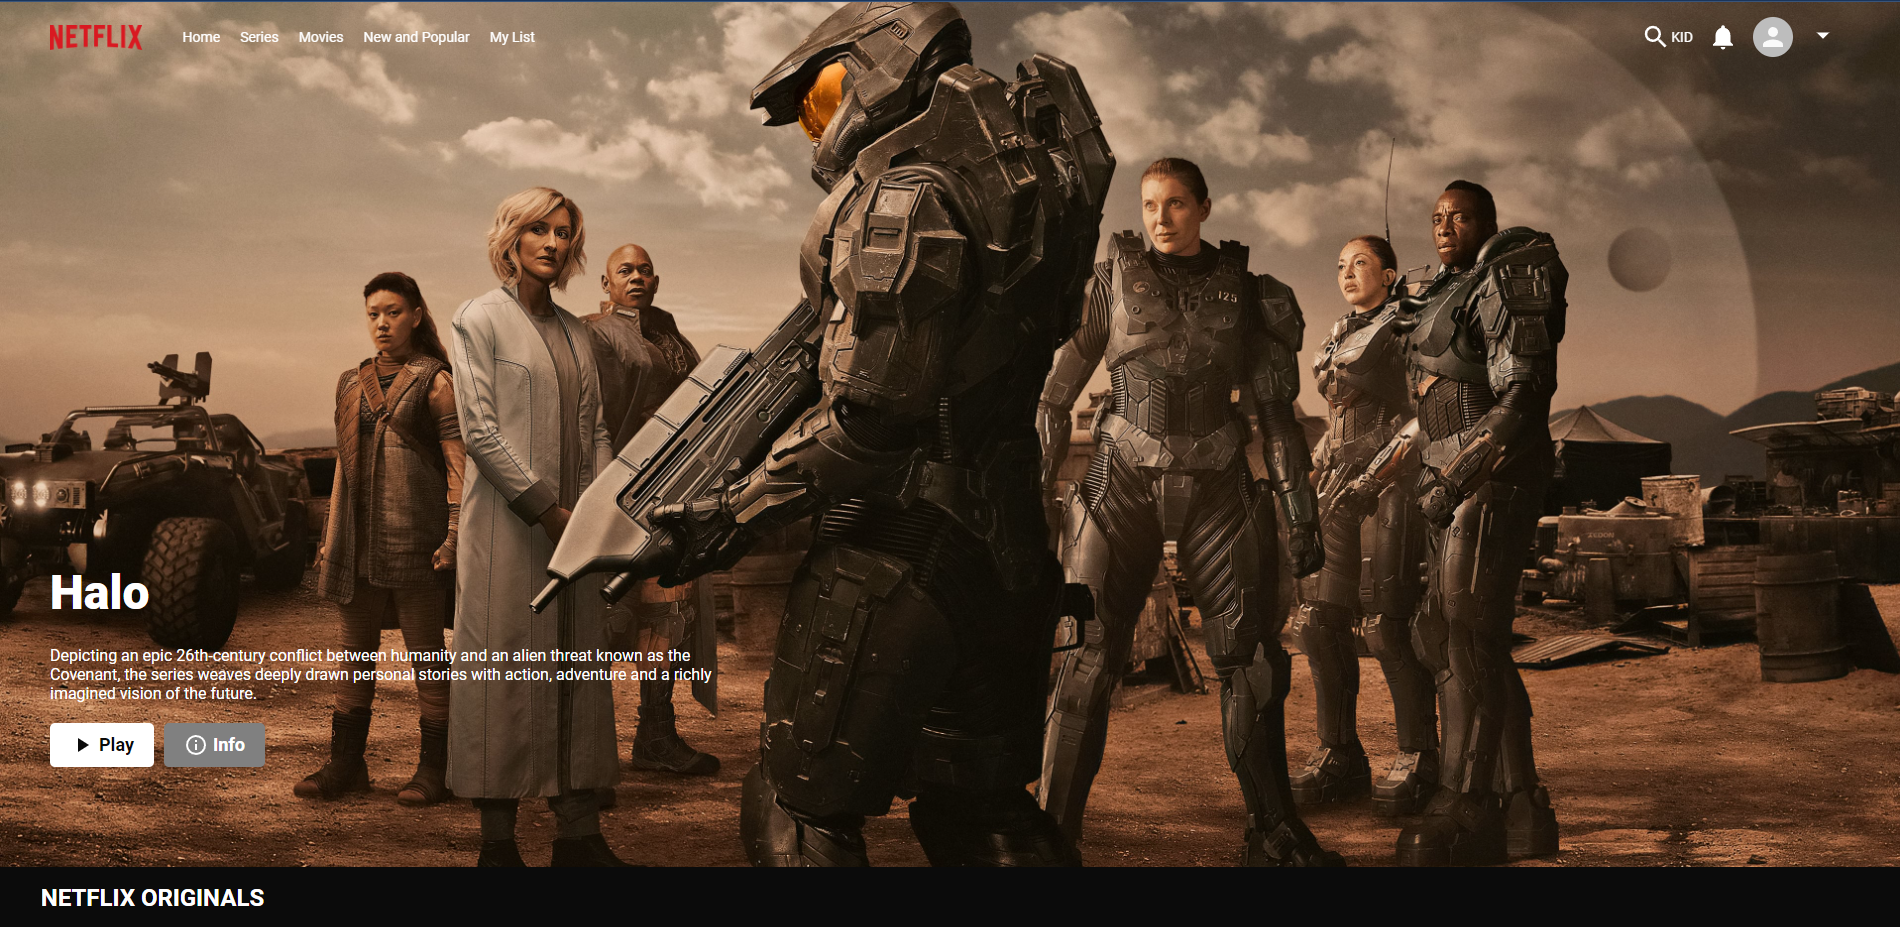 NETFLIX
Home Series Movies New and Popular My List
KID
125
Halo
Depicting an epic 26th-century conflict between humanity and an alien threat known as the
Covenant, the series weaves deeply drawn personal stories with action, adventure and a richly
imagined vision of the future.
Play Info
NETFLIX ORIGINALS